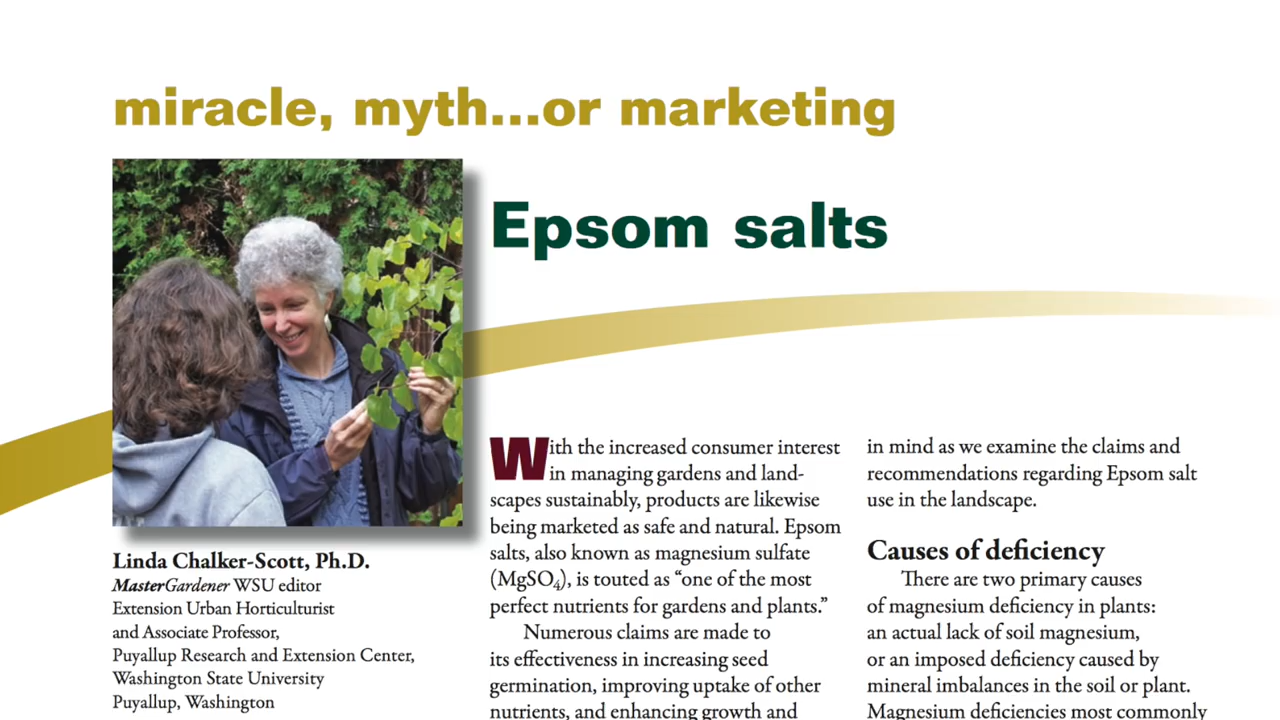 miracle, myth...or marketing
Epsom salts
Linda Chalker-Scott, Ph.D.
MasterGardener WSU editor
Extension Urban Horticulturist
and Associate Professor,
Puyallup Research and Extension Center,
Washington State University
Puyallup, Washington
With the increased consumer interest
in managing gardens and land-
scapes sustainably, products are likewise
being marketed as safe and natural. Epsom
salts, also known as magnesium sulfate
(MgSO₄), is touted as “one of the most
perfect nutrients for gardens and plants.”
Numerous claims are made to
its effectiveness in increasing seed
germination, improving uptake of other
nutrients, and enhancing growth and
in mind as we examine the claims and
recommendations regarding Epsom salt
use in the landscape.
Causes of deficiency
There are two primary causes
of magnesium deficiency in plants:
an actual lack of soil magnesium,
or an imposed deficiency caused by
mineral imbalances in the soil or plant.
Magnesium deficiencies most commonly